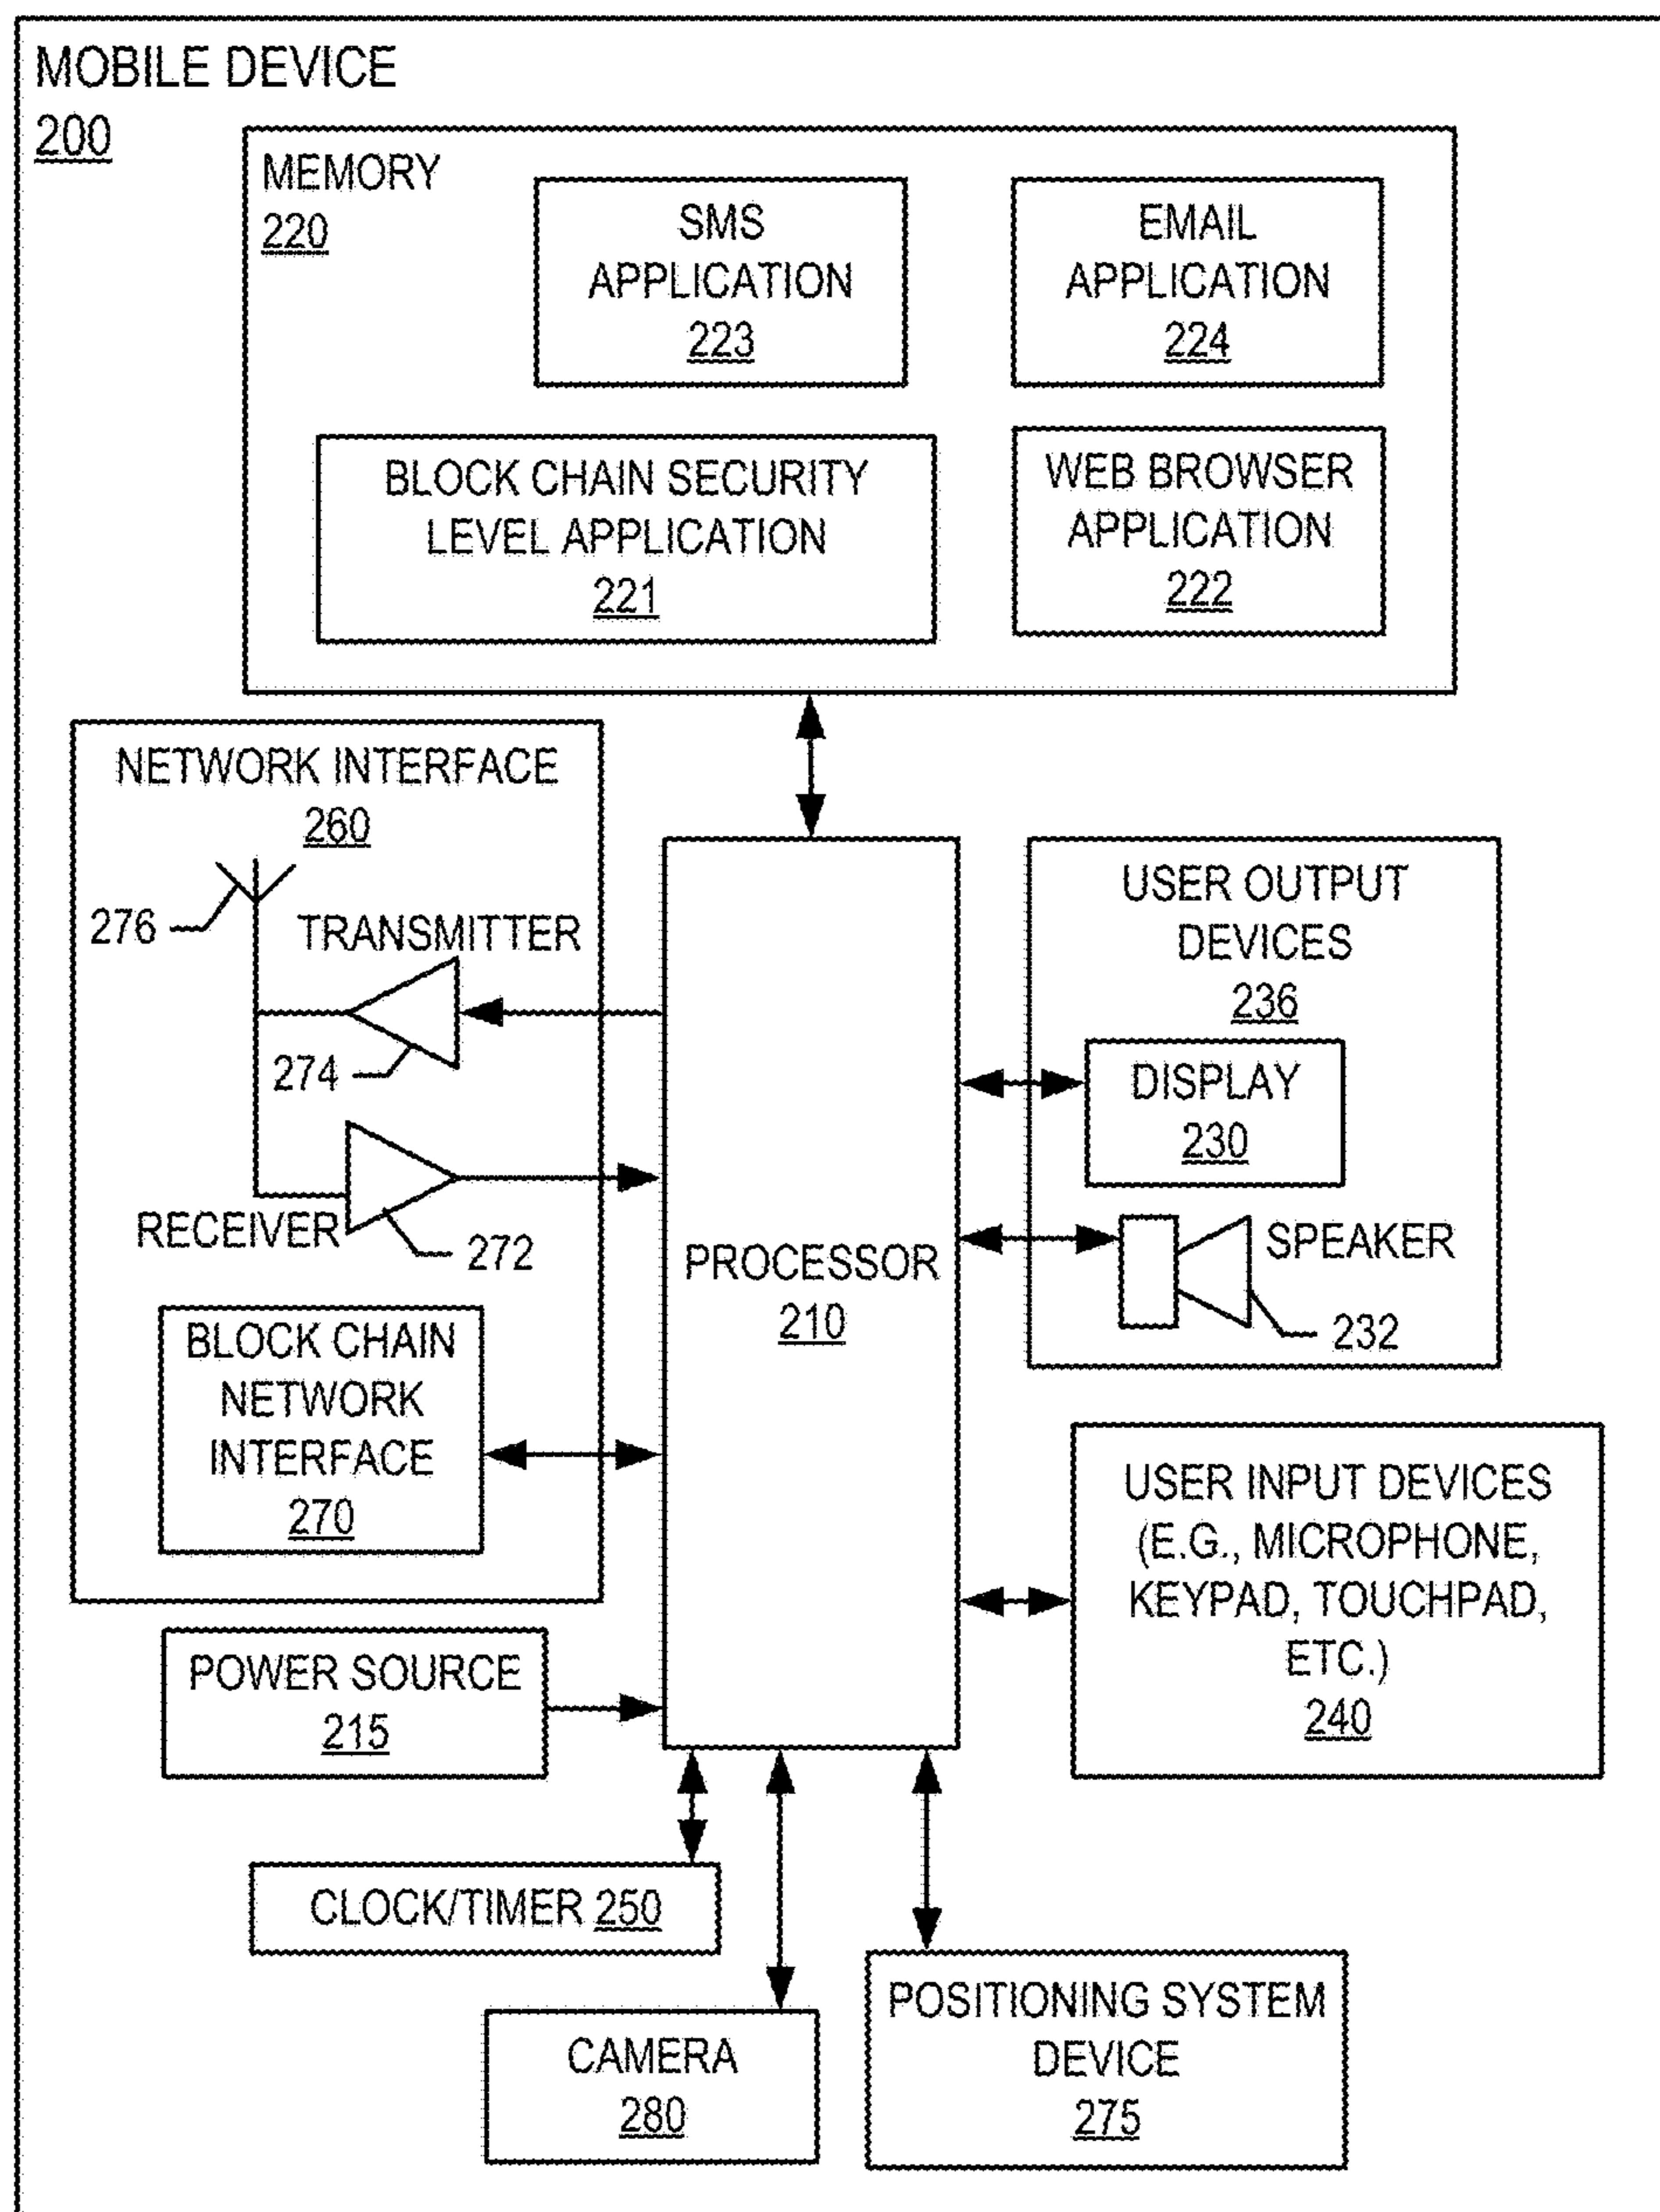 MOBILE DEVICE
200
MEMORY
220
SMS
APPLICATION
223
EMAIL
APPLICATION
224
BLOCK CHAIN SECURITY
LEVEL APPLICATION
221
WEB BROWSER
APPLICATION
222
NETWORK INTERFACE
260
276
TRANSMITTER
274
RECEIVER
272
BLOCK CHAIN
NETWORK
INTERFACE
270
PROCESSOR
210
USER OUTPUT
DEVICES
236
DISPLAY
230
SPEAKER
232
USER INPUT DEVICES
(E.G., MICROPHONE,
KEYPAD, TOUCHPAD,
ETC.)
240
POWER SOURCE
215
CLOCK/TIMER 250
CAMERA
280
POSITIONING SYSTEM
DEVICE
275